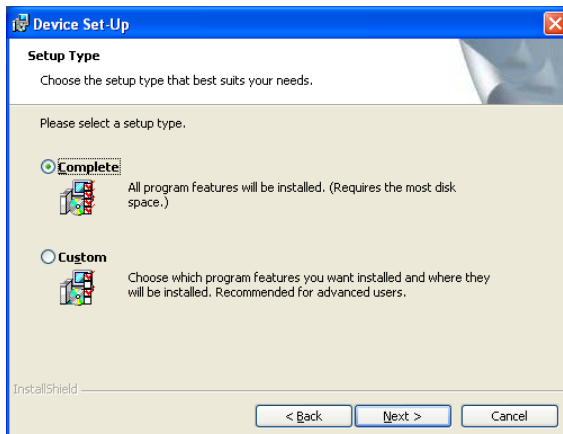 Device Set-Up
Setup Type
Choose the setup type that best suits your needs.
Please select a setup type.
Complete
All program features will be installed. (Requires the most disk
space.)
Custom
Choose which program features you want installed and where they
will be installed. Recommended for advanced users.
InstallShield
< Back
Next >
Cancel